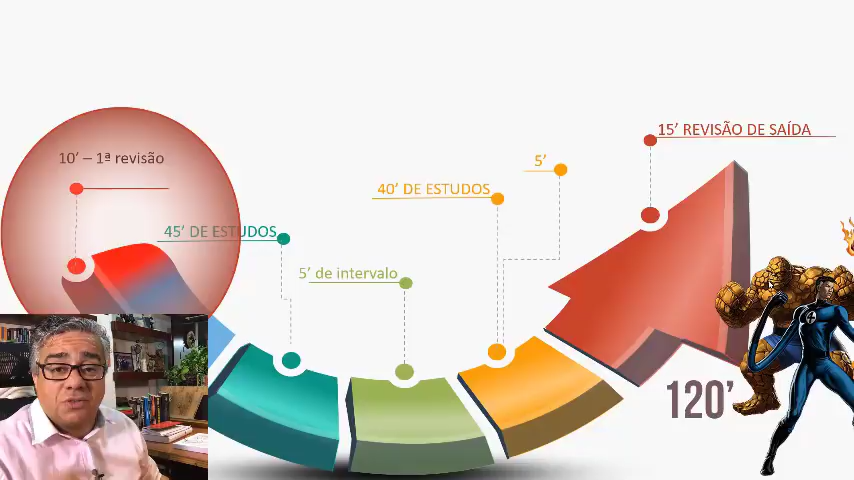 10’ – 1ª revisão
45’ DE ESTUDOS
5’ de intervalo
40’ DE ESTUDOS
5’
15’ REVISÃO DE SAÍDA
120’